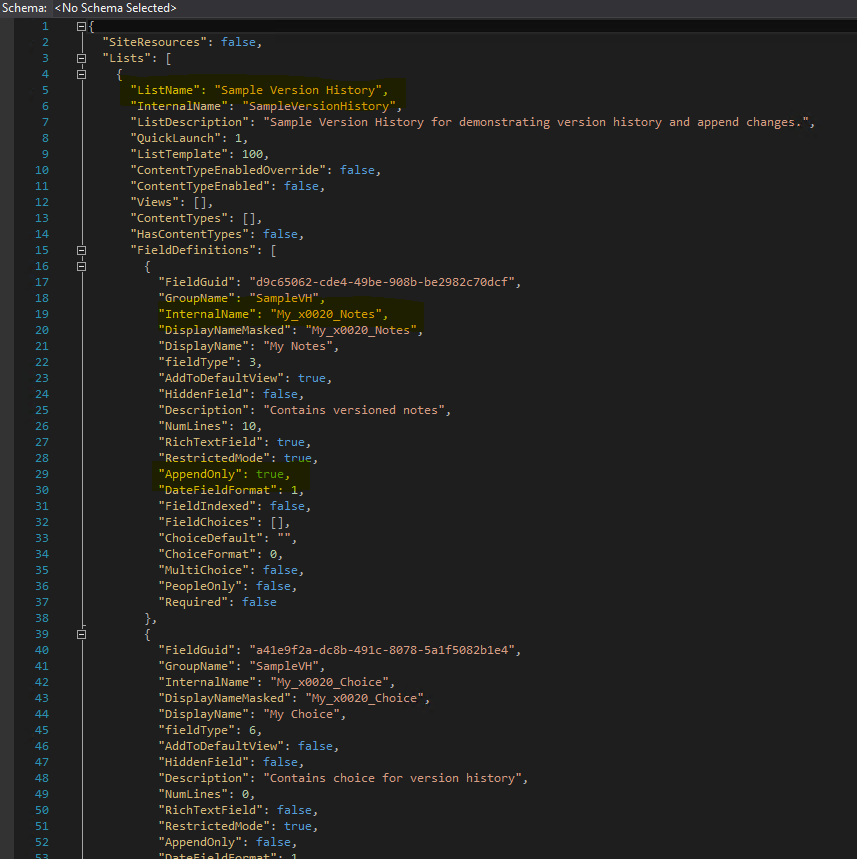 Schema: <No Schema Selected>
1 {
2 "SiteResources": false,
3 "Lists": [
4 {
5 "ListName": "Sample Version History",
6 "InternalName": "SampleVersionHistory",
7 "ListDescription": "Sample Version History for demonstrating version history and append changes.",
8 "QuickLaunch": 1,
9 "ListTemplate": 100,
10 "ContentTypeEnabledOverride": false,
11 "ContentTypeEnabled": false,
12 "Views": [],
13 "ContentTypes": [],
14 "HasContentTypes": false,
15 "FieldDefinitions": [
16 {
17 "FieldGuid": "d9c65062-cde4-49be-908b-be2982c70dcf",
18 "GroupName": "SampleVH",
19 "InternalName": "My_x0020_Notes",
20 "DisplayNameMasked": "My_x0020_Notes",
21 "DisplayName": "My Notes",
22 "fieldType": 3,
23 "AddToDefaultView": true,
24 "HiddenField": false,
25 "Description": "Contains versioned notes",
26 "NumLines": 10,
27 "RichTextField": true,
28 "RestrictedMode": true,
29 "AppendOnly": true,
30 "DateFieldFormat": 1,
31 "FieldIndexed": false,
32 "FieldChoices": [],
33 "ChoiceDefault": "",
34 "ChoiceFormat": 0,
35 "MultiChoice": false,
36 "PeopleOnly": false,
37 "Required": false
38 },
39 {
40 "FieldGuid": "a41e9f2a-dc8b-491c-8078-5a1f5082b1e4",
41 "GroupName": "SampleVH",
42 "InternalName": "My_x0020_Choice",
43 "DisplayNameMasked": "My_x0020_Choice",
44 "DisplayName": "My Choice",
45 "fieldType": 6,
46 "AddToDefaultView": false,
47 "HiddenField": false,
48 "Description": "Contains choice for version history",
49 "NumLines": 0,
50 "RichTextField": false,
51 "RestrictedMode": true,
52 "AppendOnly": false,
53 "DateFieldFormat": 1